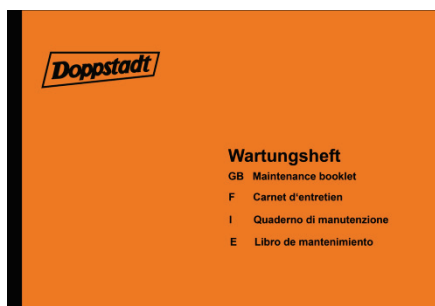 Doppstadt
Wartungsheft
GB Maintenance booklet
F Carnet d'entretien
I Quaderno di manutenzione
E Libro de mantenimiento